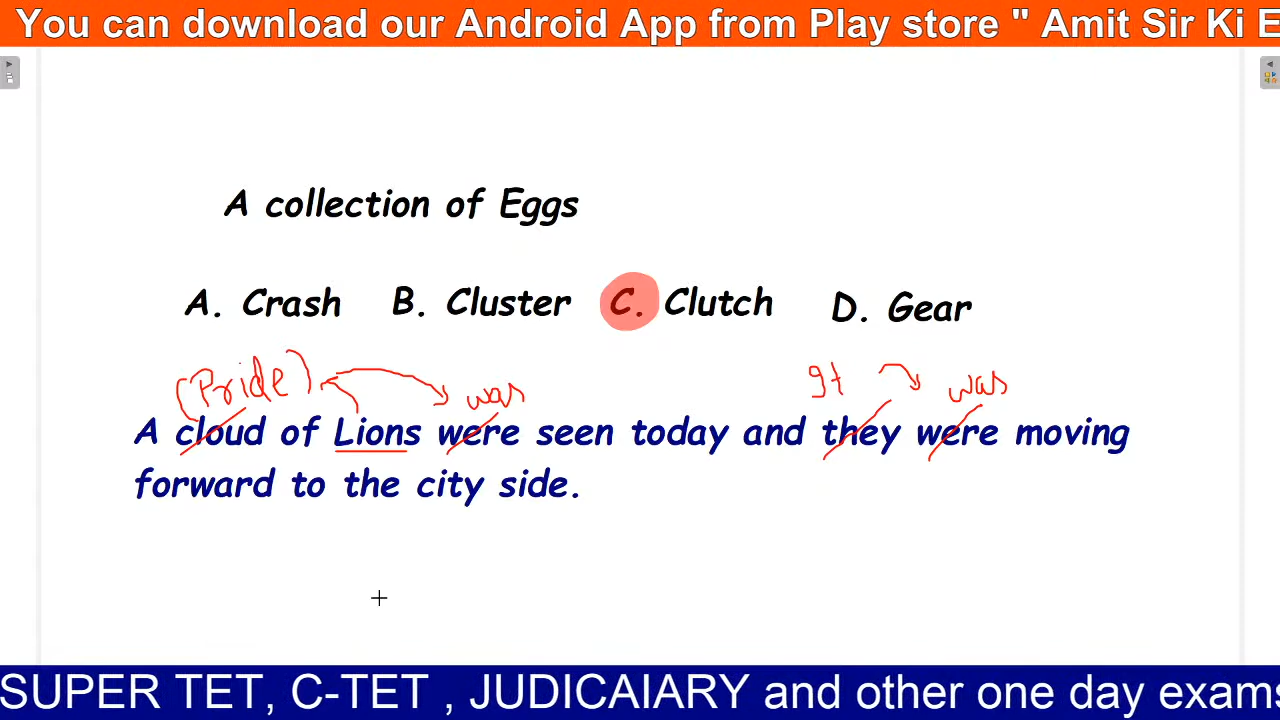 You can download our Android App from Play store " Amit Sir Ki E
A collection of Eggs
A. Crash B. Cluster C. Clutch D. Gear
(Pride) was It was
A cloud of Lions were seen today and they were moving
forward to the city side.
SUPER TET, C-TET , JUDICAIARY and other one day exams